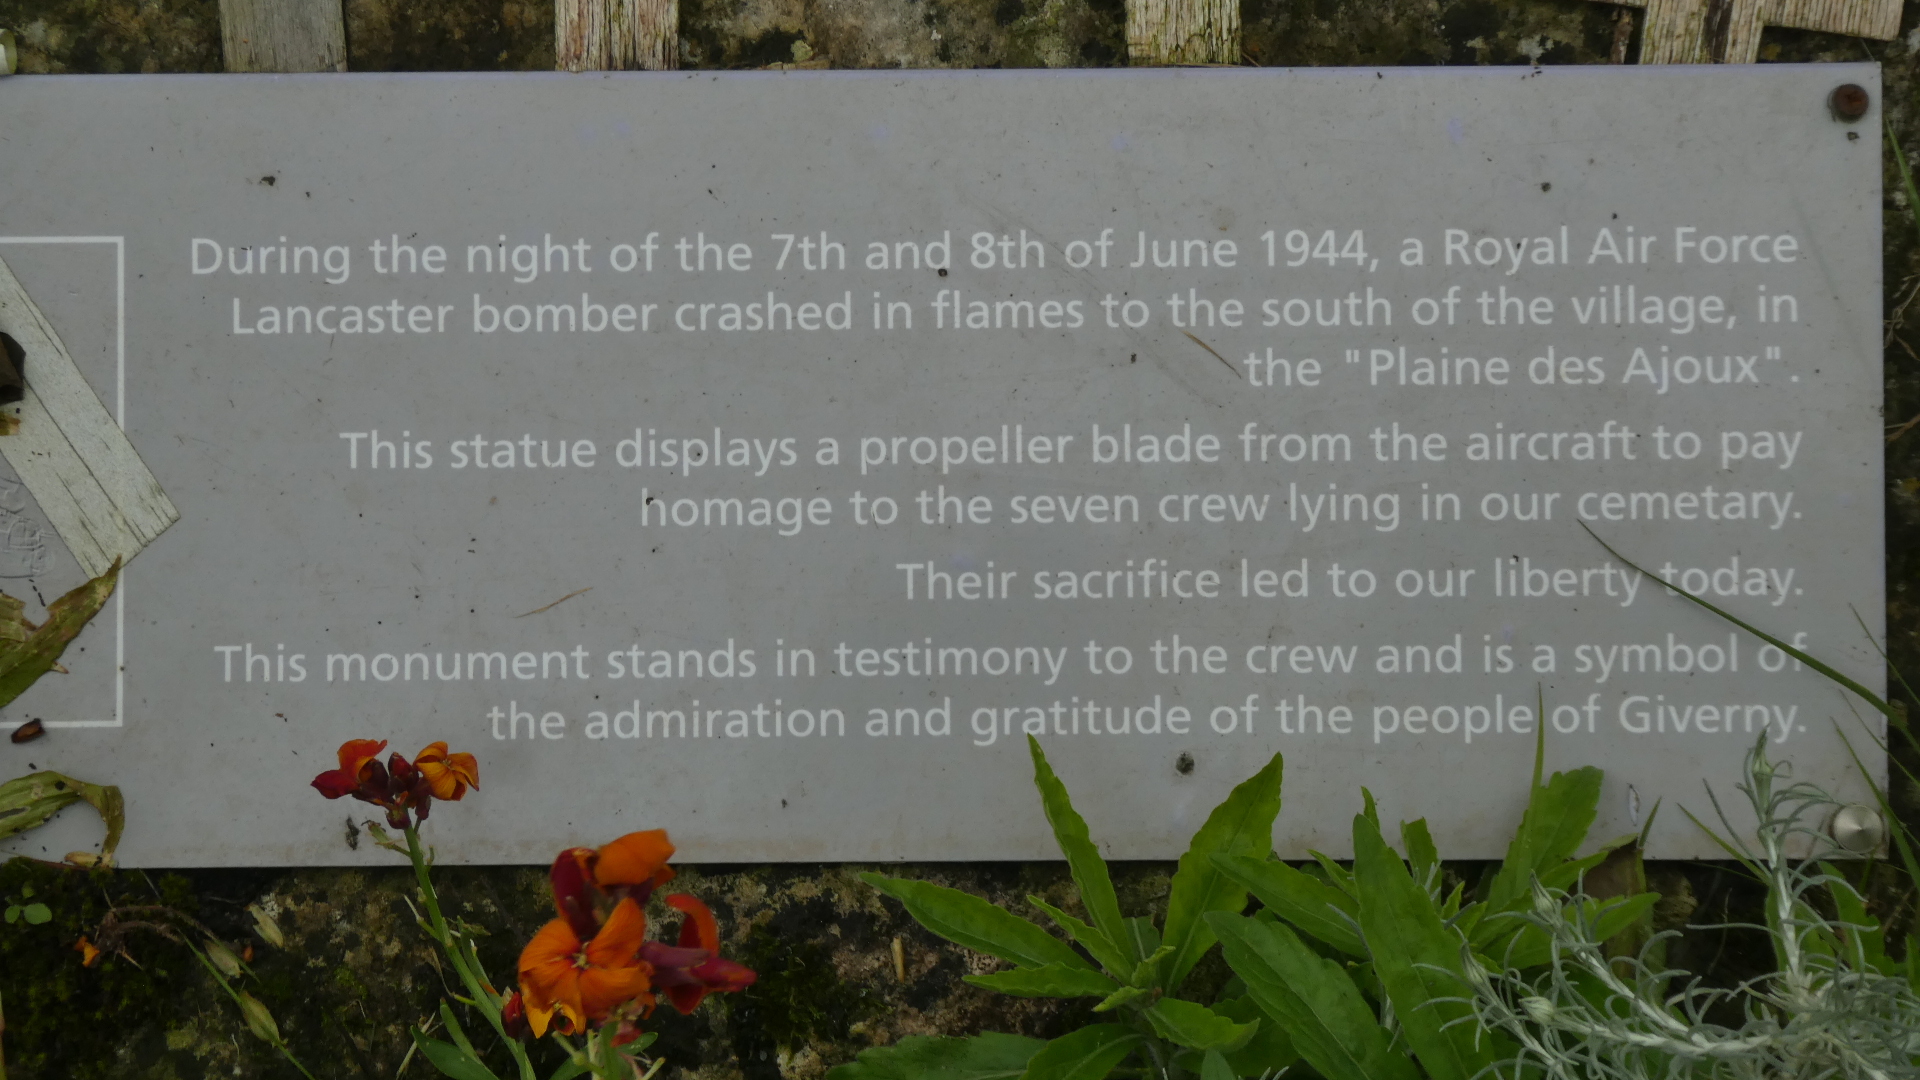 During the night of the 7th and 8th of June 1944, a Royal Air Force
Lancaster bomber crashed in flames to the south of the village, in
the "Plaine des Ajoux".
This statue displays a propeller blade from the aircraft to pay
homage to the seven crew lying in our cemetary.
Their sacrifice led to our liberty today.
This monument stands in testimony to the crew and is a symbol of
the admiration and gratitude of the people of Giverny.